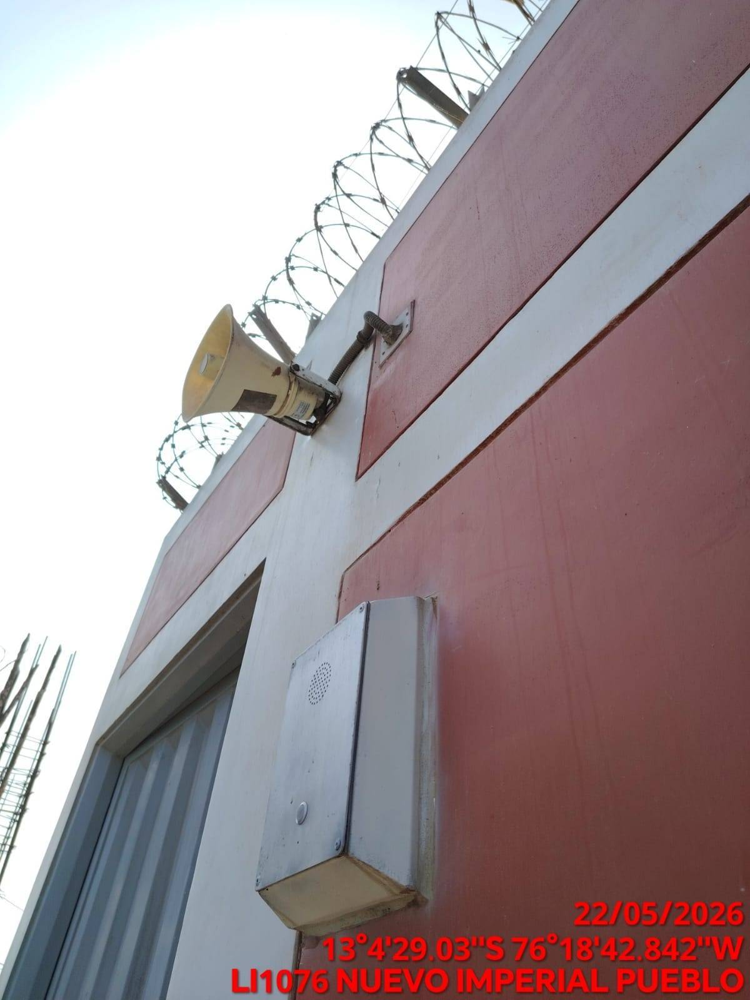 22/05/2026
13°4'29.03"S 76°18'42.842"W
LI1076 NUEVO IMPERIAL PUEBLO